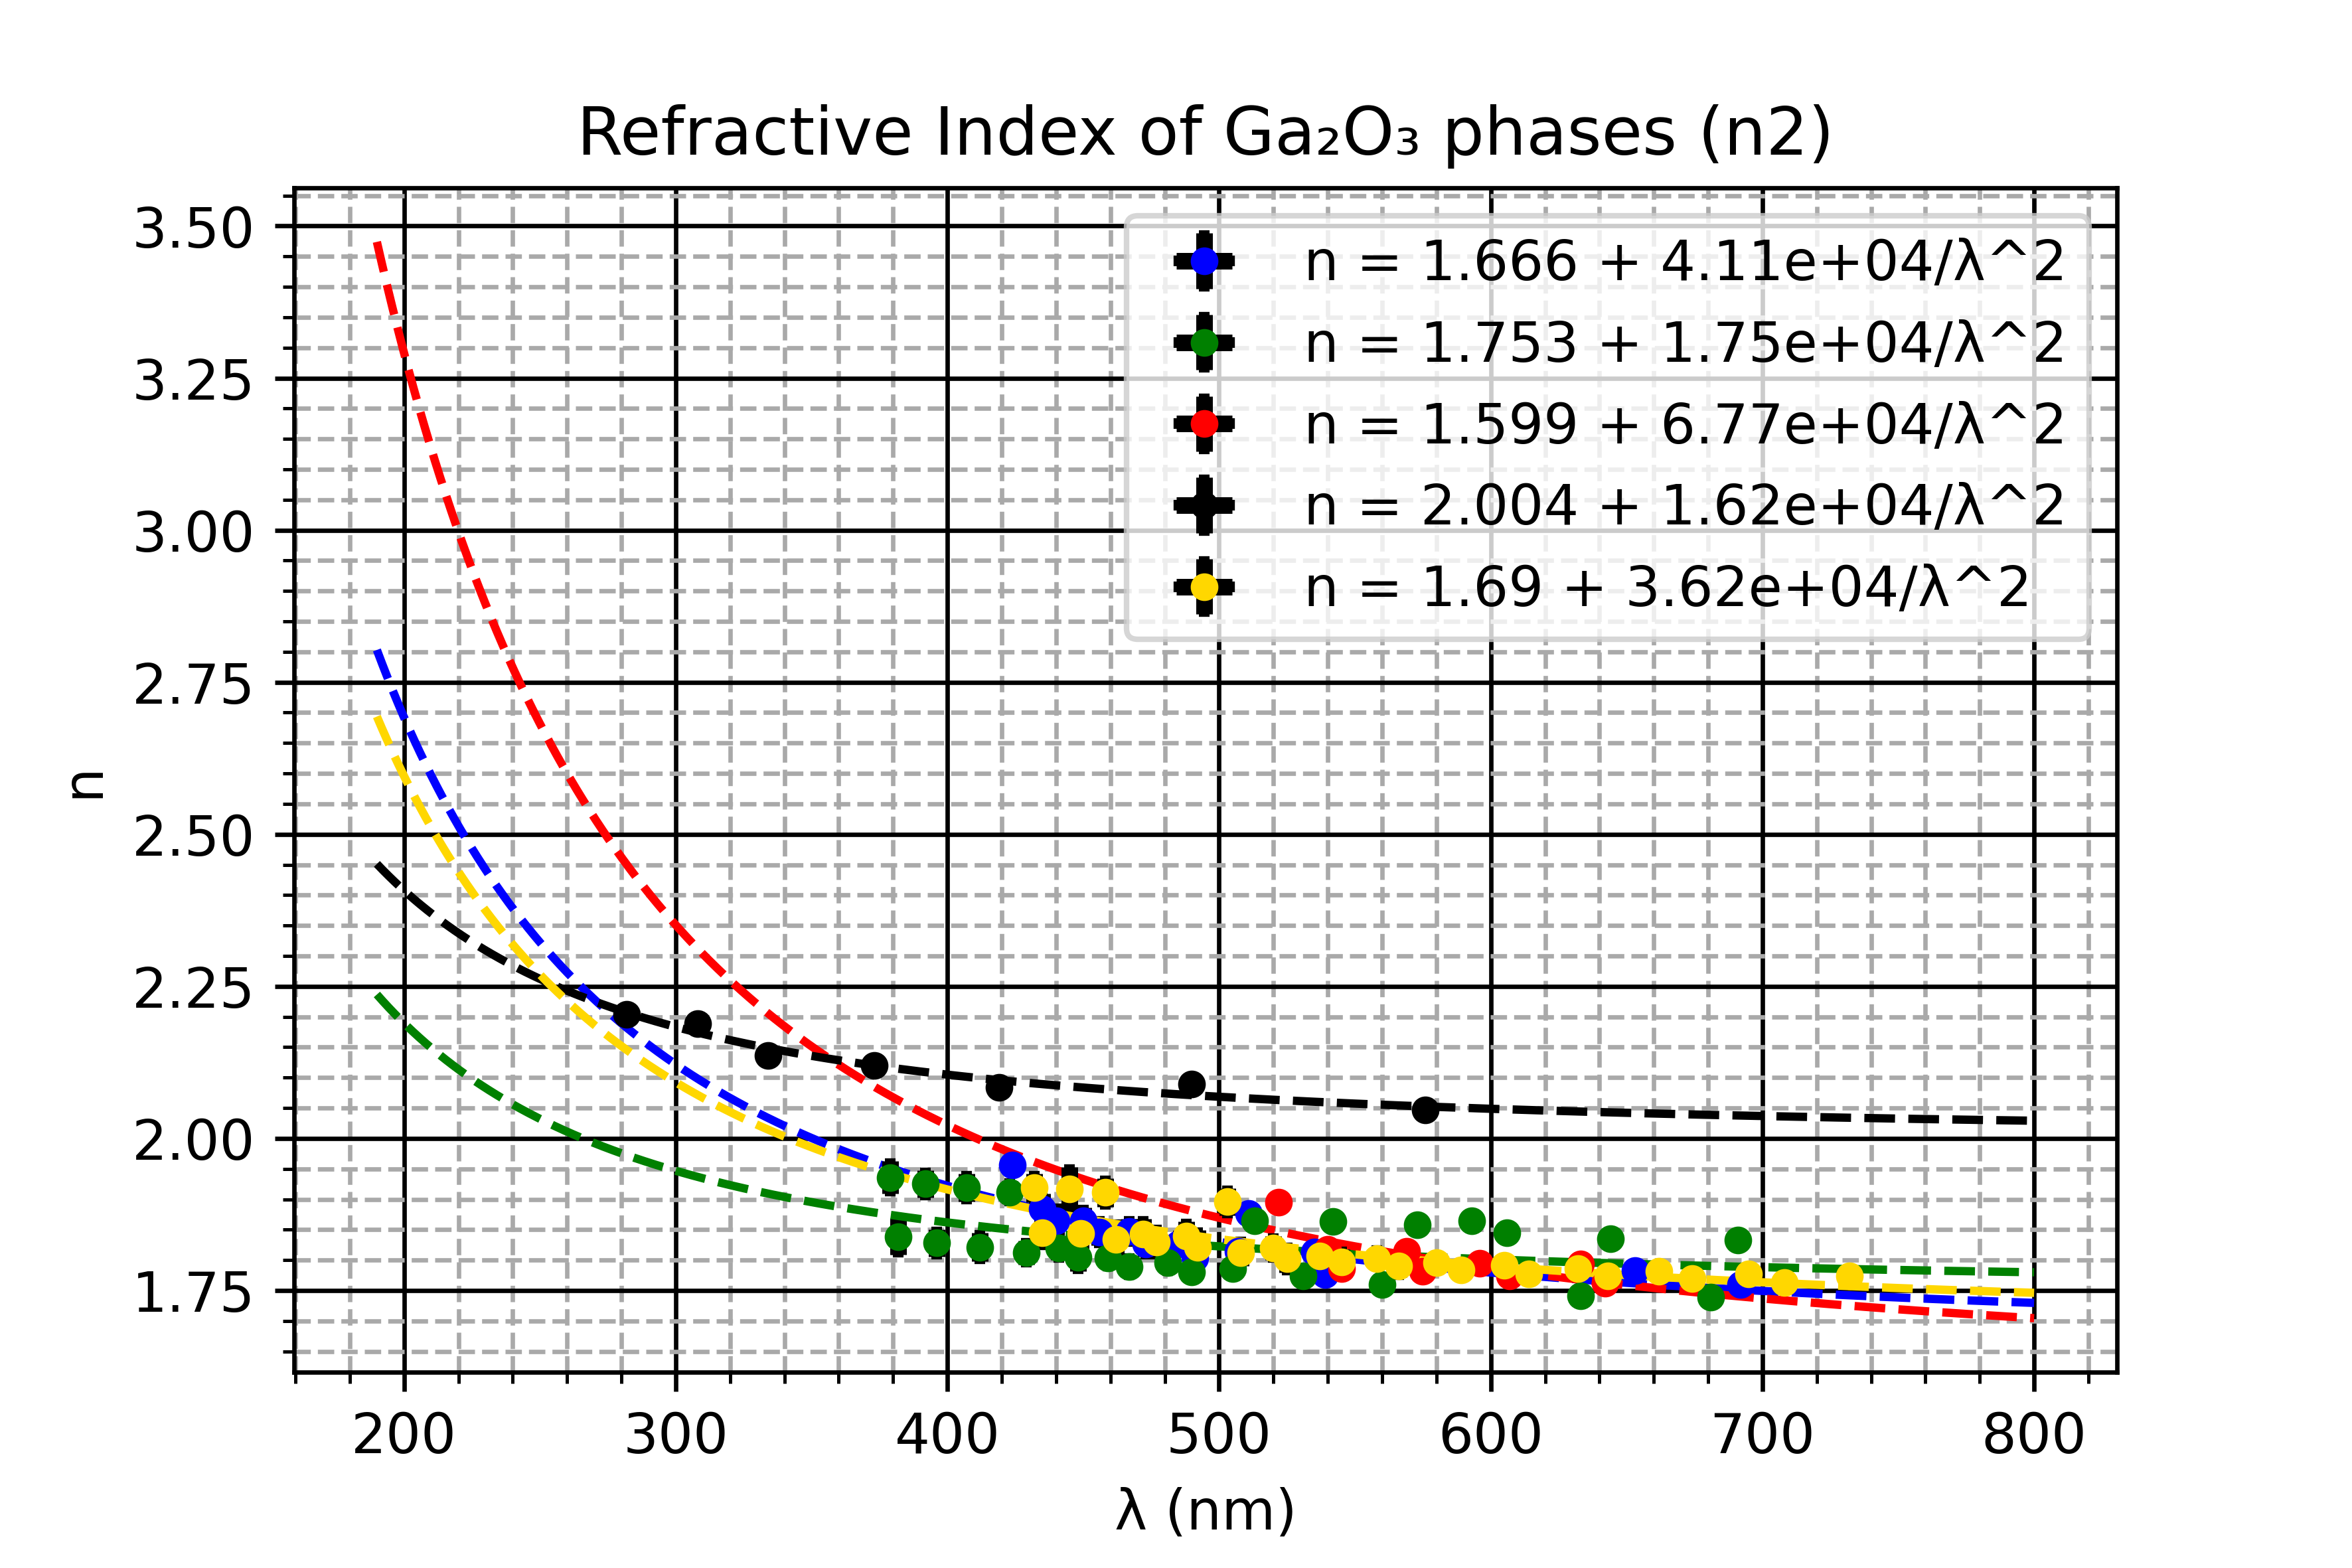 Refractive Index of Ga₂O₃ phases (n2)
n = 1.666 + 4.11e+04/λ^2
n = 1.753 + 1.75e+04/λ^2
n = 1.599 + 6.77e+04/λ^2
n = 2.004 + 1.62e+04/λ^2
n = 1.69 + 3.62e+04/λ^2
3.50
3.25
3.00
2.75
2.50
2.25
2.00
1.75
n
200 300 400 500 600 700 800
λ (nm)